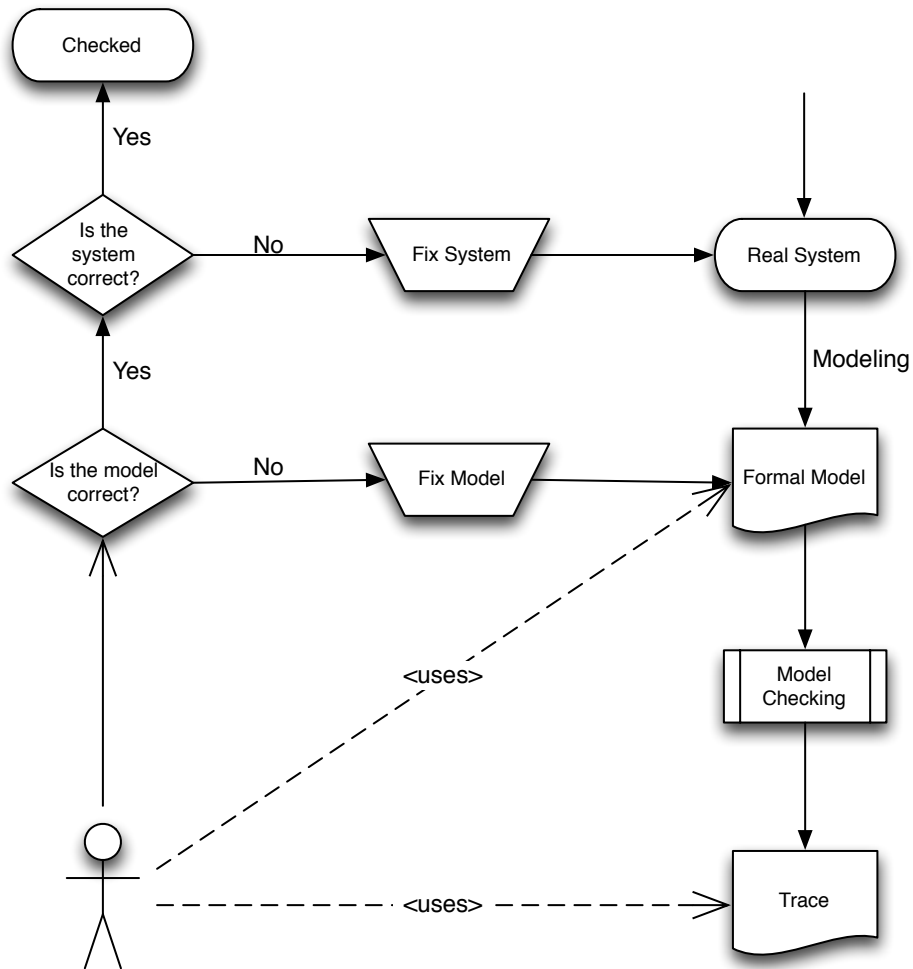 Checked
Yes
Is the
system
correct?
No
Fix System
Real System
Yes
Modeling
Is the model
correct?
No
Fix Model
Formal Model
<uses>
Model
Checking
<uses>
Trace